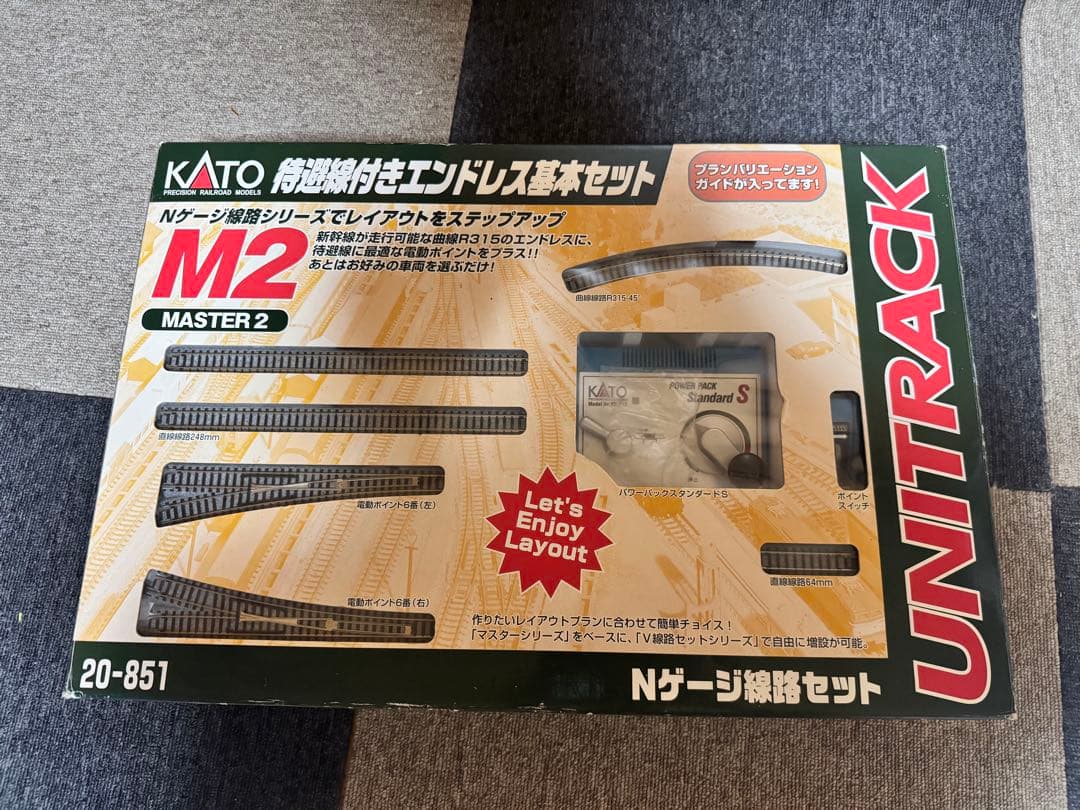 KATO
PRECISION RAILROAD MODELS
待避線付きエンドレス基本セット
プランバリエーション
ガイドが入ってます!
Nゲージ線路シリーズでレイアウトをステップアップ
M2
MASTER 2
新幹線が走行可能な曲線R315のエンドレスに、
待避線に最適な電動ポイントをプラス!!
あとはお好みの車両を選ぶだけ!
曲線線路R315-45°
直線線路248mm
KATO
POWER PACK
Standard S
パワーパックスタンダードS
ポイント
スイッチ
電動ポイント6番(左)
Let's
Enjoy
Layout
直線線路64mm
電動ポイント6番(右)
作りたいレイアウトプランに合わせて簡単チョイス!
「マスターシリーズ」をベースに、「V線路セットシリーズ」で自由に増設が可能。
20-851
Nゲージ線路セット
UNITRACK